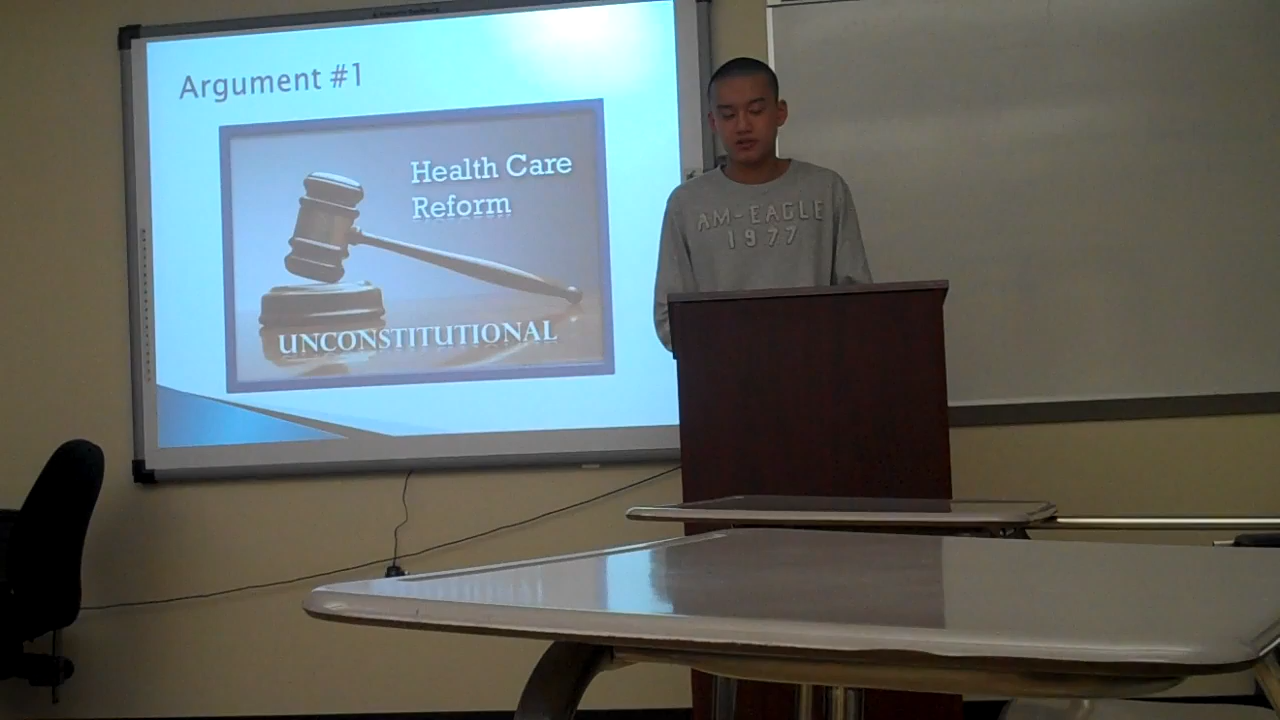 Argument #1
Health Care
Reform
UNCONSTITUTIONAL
AM-EAGLE
1977